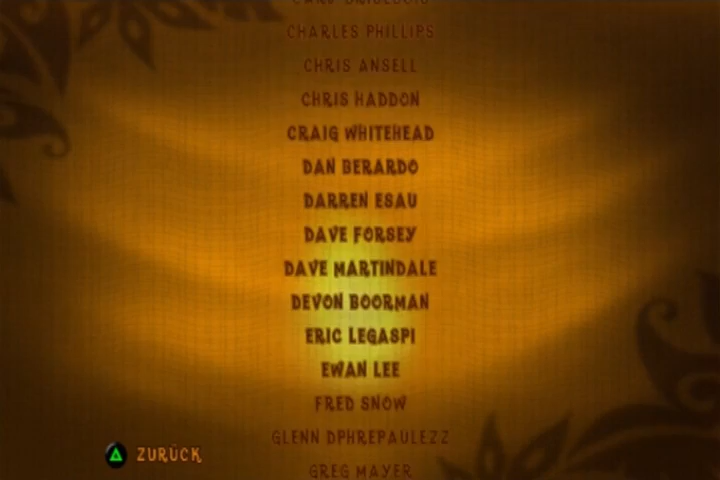 CHARLES PHILLIPS
CHRIS ANSELL
CHRIS HADDON
CRAIG WHITEHEAD
DAN BERARDO
DARREN ESAU
DAVE FORSEY
DAVE MARTINDALE
DEVON BOORMAN
ERIC LEGASPI
EWAN LEE
FRED SNOW
GLENN DPHREPAULEZZ
GREG MAYER
ZURÜCK